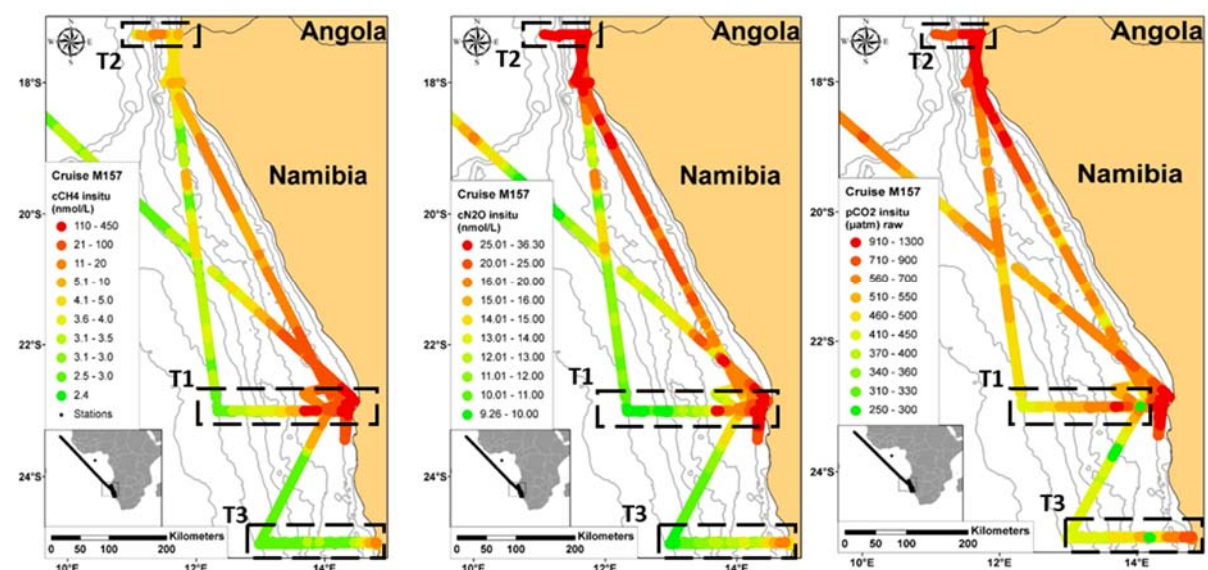 Angola
N
W
E
S
T2
18°S
Namibia
Cruise M157
cCH4 insitu
(nmol/L)
110 - 450
21 - 100
11 - 20
5.1 - 10
4.1 - 5.0
3.6 - 4.0
3.1 - 3.5
3.1 - 3.0
2.5 - 3.0
2.4
Stations
20°S
22°S
T1
24°S
T3
Kilometers
0 50 100 200
10°E
12°E
14°E
Angola
N
W
E
S
T2
18°S
Namibia
Cruise M157
cN2O insitu
(nmol/L)
25.01 - 36.30
20.01 - 25.00
16.01 - 20.00
15.01 - 16.00
14.01 - 15.00
13.01 - 14.00
12.01 - 13.00
11.01 - 12.00
10.01 - 11.00
9.26 - 10.00
20°S
22°S
T1
24°S
T3
Kilometers
0 50 100 200
10°E
12°E
14°E
Angola
N
W
E
S
T2
18°S
Namibia
Cruise M157
pCO2 insitu
(µatm) raw
910 - 1300
710 - 900
560 - 700
510 - 550
460 - 500
410 - 450
370 - 400
340 - 360
310 - 330
250 - 300
20°S
22°S
T1
24°S
T3
Kilometers
0 50 100 200
10°E
12°E
14°E